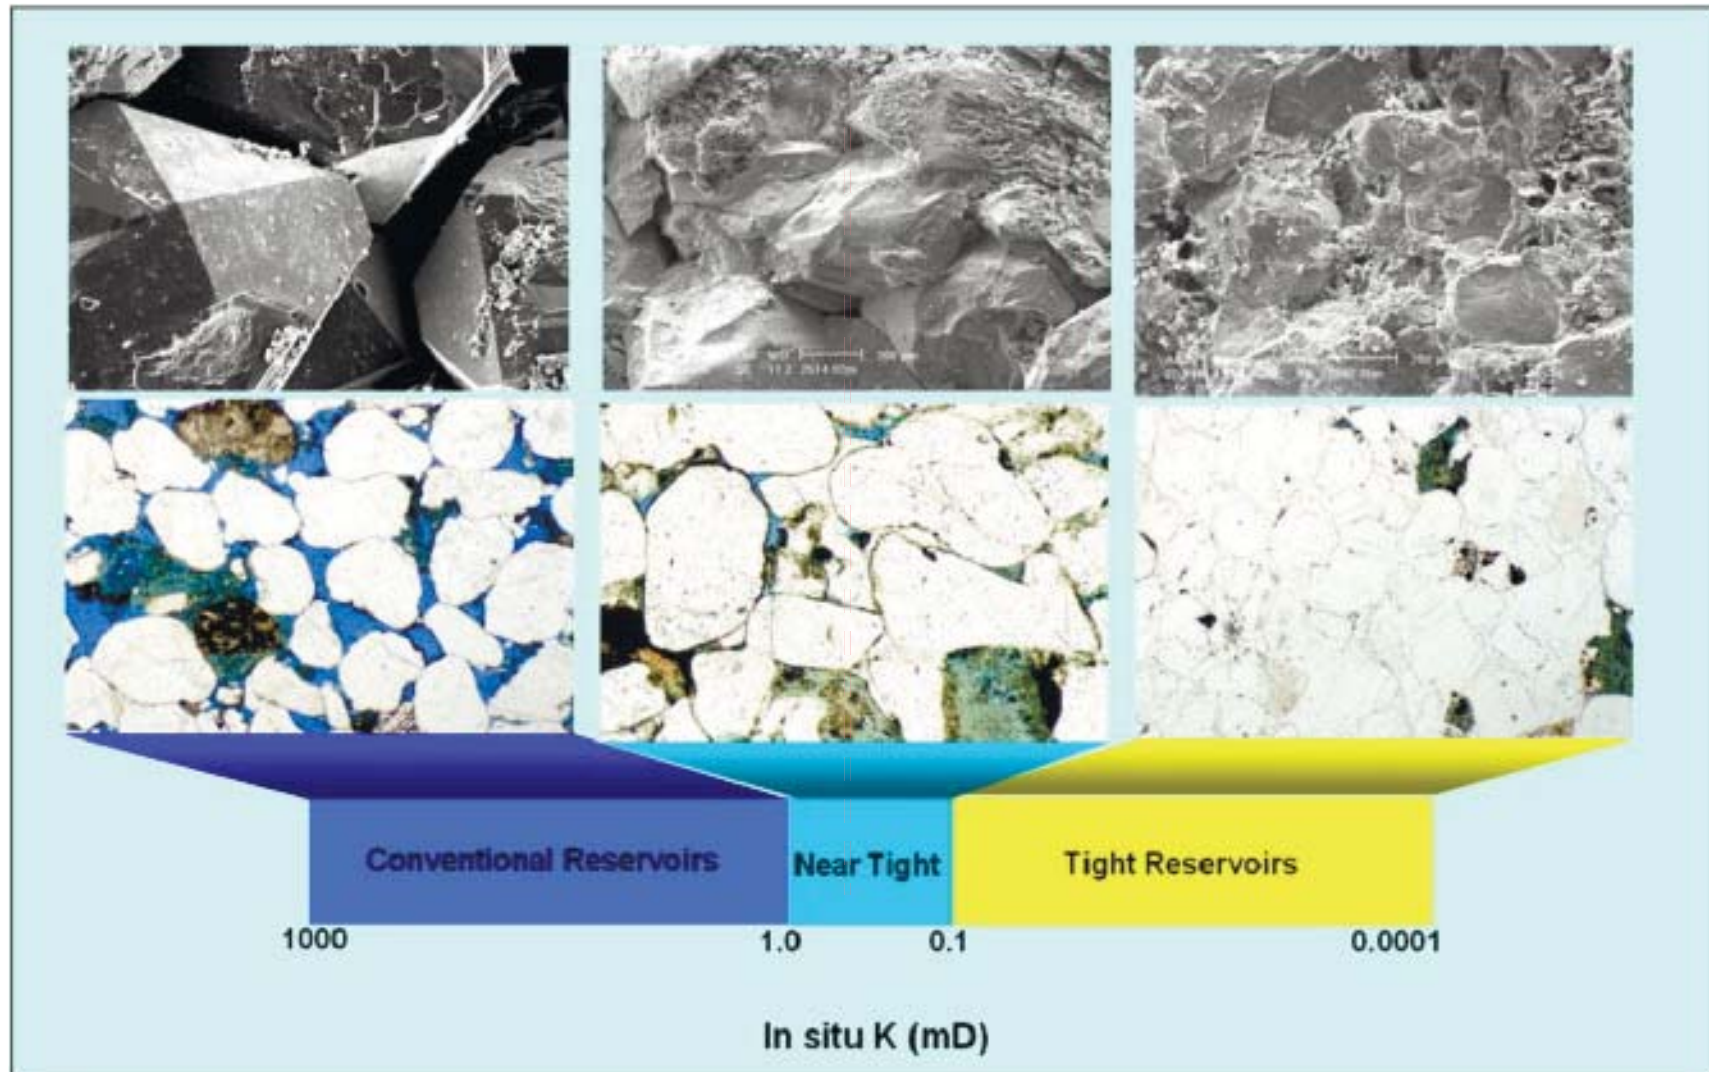 Conventional Reservoirs
Near Tight
Tight Reservoirs
1000
1.0
0.1
0.0001
In situ K (mD)